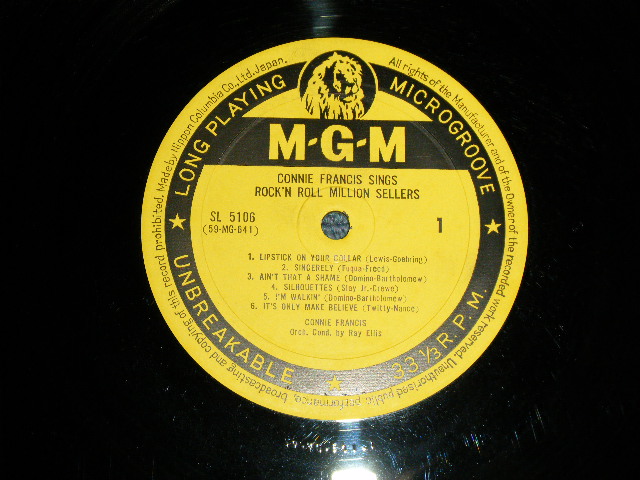 All rights of the Manufacturer and of the Owner of the recorded work reserved. Unauthorised public performance, broadcasting and copying of this record prohibited. Made by Nippon Columbia Co., Ltd. Japan.
LONG PLAYING
MICROGROOVE
M-G-M
CONNIE FRANCIS SINGS
ROCK'N ROLL MILLION SELLERS
SL 5106
(59-MG-641)
1
1. LIPSTICK ON YOUR COLLAR (Lewis-Goehring)
2. SINCERELY (Fuqua-Freed)
3. AIN'T THAT A SHAME (Domino-Bartholomew)
4. SILHOUETTES (Slay Jr.-Crewe)
5. I'M WALKIN' (Domino-Bartholomew)
6. IT'S ONLY MAKE BELIEVE (Twitty-Nance)
CONNIE FRANCIS
Orcs. Cond. by Ray Ellis
UNBREAKABLE
33 1/3 R.P.M.